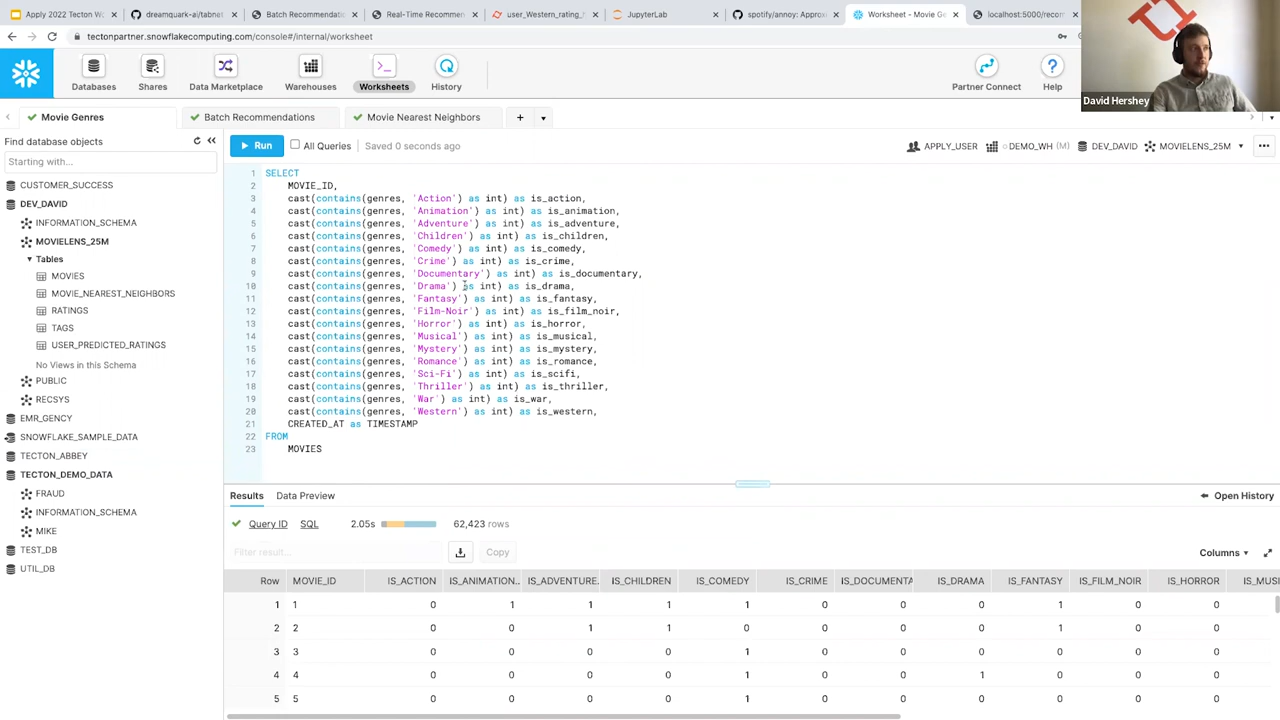 Apply 2022 Tecton W
dreamquark-ai/tabnet
Batch Recommendatio
Real-Time Recommen
user_Western_rating_
JupyterLab
spotify/annoy: Approx
Worksheet - Movie Ge
localhost:5000/recom
tectonpartner.snowflakecomputing.com/console#/internal/worksheet
Databases
Shares
Data Marketplace
Warehouses
Worksheets
History
Partner Connect
Help
David Hershey
Movie Genres
Batch Recommendations
Movie Nearest Neighbors
Find database objects
Starting with...
Run
All Queries
Saved 0 seconds ago
APPLY_USER
DEMO_WH (M)
DEV_DAVID
MOVIELENS_25M
CUSTOMER_SUCCESS
DEV_DAVID
INFORMATION_SCHEMA
MOVIELENS_25M
Tables
MOVIES
MOVIE_NEAREST_NEIGHBORS
RATINGS
TAGS
USER_PREDICTED_RATINGS
No Views in this Schema
PUBLIC
RECSYS
EMR_GENCY
SNOWFLAKE_SAMPLE_DATA
TECTON_ABBEY
TECTON_DEMO_DATA
FRAUD
INFORMATION_SCHEMA
MIKE
TEST_DB
UTIL_DB
1 SELECT
2 MOVIE_ID,
3 cast(contains(genres, 'Action') as int) as is_action,
4 cast(contains(genres, 'Animation') as int) as is_animation,
5 cast(contains(genres, 'Adventure') as int) as is_adventure,
6 cast(contains(genres, 'Children') as int) as is_children,
7 cast(contains(genres, 'Comedy') as int) as is_comedy,
8 cast(contains(genres, 'Crime') as int) as is_crime,
9 cast(contains(genres, 'Documentary') as int) as is_documentary,
10 cast(contains(genres, 'Drama') as int) as is_drama,
11 cast(contains(genres, 'Fantasy') as int) as is_fantasy,
12 cast(contains(genres, 'Film-Noir') as int) as is_film_noir,
13 cast(contains(genres, 'Horror') as int) as is_horror,
14 cast(contains(genres, 'Musical') as int) as is_musical,
15 cast(contains(genres, 'Mystery') as int) as is_mystery,
16 cast(contains(genres, 'Romance') as int) as is_romance,
17 cast(contains(genres, 'Sci-Fi') as int) as is_scifi,
18 cast(contains(genres, 'Thriller') as int) as is_thriller,
19 cast(contains(genres, 'War') as int) as is_war,
20 cast(contains(genres, 'Western') as int) as is_western,
21 CREATED_AT as TIMESTAMP
22 FROM
23 MOVIES
Results
Data Preview
Open History
Query ID SQL 2.05s 62,423 rows
Filter result...
Copy
Columns
Row MOVIE_ID IS_ACTION IS_ANIMATION... IS_ADVENTURE... IS_CHILDREN IS_COMEDY IS_CRIME IS_DOCUMENTA IS_DRAMA IS_FANTASY IS_FILM_NOIR IS_HORROR IS_MUSI
1 1 0 1 1 1 1 0 0 0 1 0 0
2 2 0 0 1 1 0 0 0 0 1 0 0
3 3 0 0 0 0 1 0 0 0 0 0 0
4 4 0 0 0 0 1 0 0 1 0 0 0
5 5 0 0 0 0 1 0 0 0 0 0 0